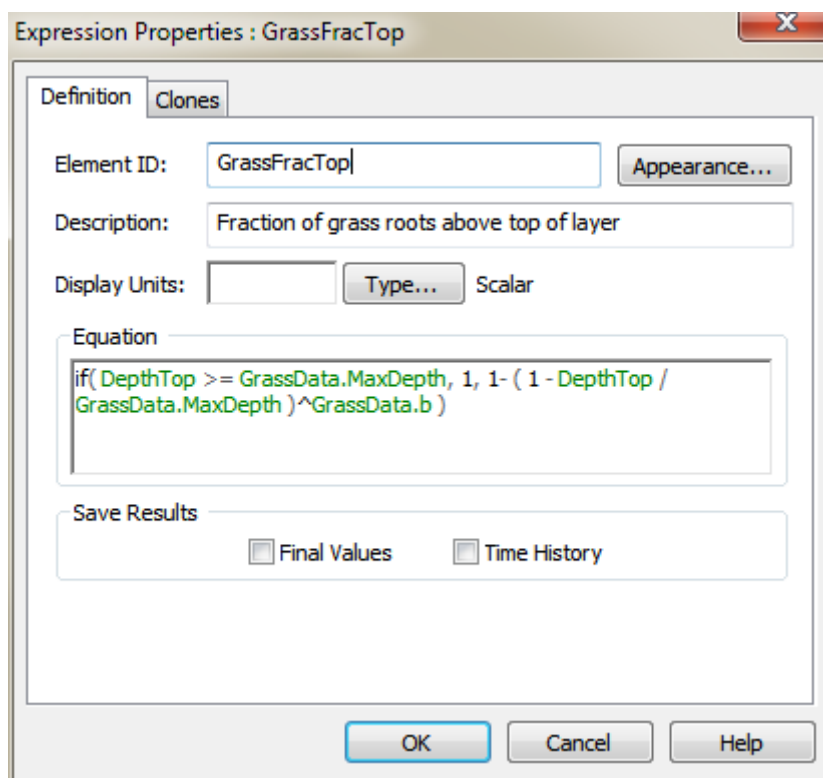 Expression Properties : GrassFracTop
Definition
Clones
Element ID:
GrassFracTop
Appearance...
Description:
Fraction of grass roots above top of layer
Display Units:
Type...
Scalar
Equation
if( DepthTop >= GrassData.MaxDepth, 1, 1- ( 1 - DepthTop /
GrassData.MaxDepth )^GrassData.b )
Save Results
Final Values
Time History
OK
Cancel
Help